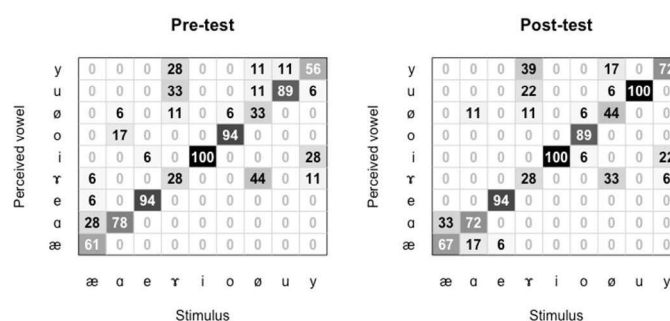 Pre-test
Perceived vowel
y 0 0 0 28 0 0 11 11 56
u 0 0 0 33 0 0 11 89 6
ø 0 6 0 11 0 6 33 0 0
o 0 17 0 0 0 94 0 0 0
i 0 0 6 0 100 0 0 0 28
ɤ 6 0 0 28 0 0 44 0 11
e 6 0 94 0 0 0 0 0 0
ɑ 28 78 0 0 0 0 0 0 0
æ 61 0 0 0 0 0 0 0 0
æ ɑ e ɤ i o ø u y
Stimulus
Post-test
Perceived vowel
y 0 0 0 39 0 0 17 0 72
u 0 0 0 22 0 0 6 100 0
ø 0 11 0 11 0 6 44 0 0
o 0 0 0 0 0 89 0 0 0
i 0 0 0 0 100 6 0 0 22
ɤ 0 0 0 28 0 0 33 0 6
e 0 0 94 0 0 0 0 0 0
ɑ 33 72 0 0 0 0 0 0 0
æ 67 17 6 0 0 0 0 0 0
æ ɑ e ɤ i o ø u y
Stimulus